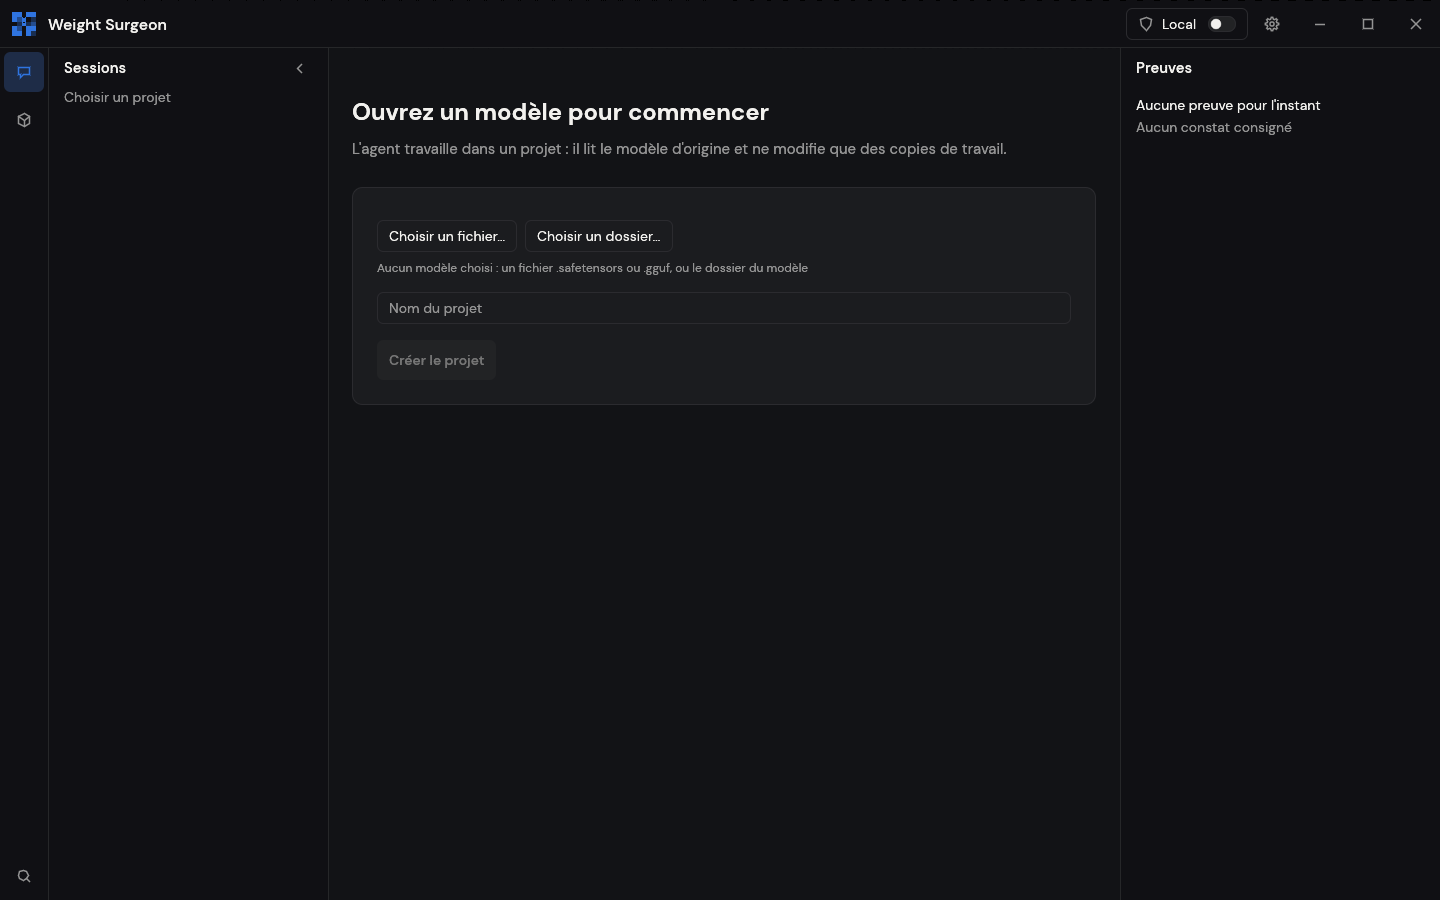 Weight Surgeon
Local
Sessions
Choisir un projet
Ouvrez un modèle pour commencer
L'agent travaille dans un projet : il lit le modèle d'origine et ne modifie que des copies de travail.
Choisir un fichier…
Choisir un dossier…
Aucun modèle choisi : un fichier .safetensors ou .gguf, ou le dossier du modèle
Nom du projet
Créer le projet
Preuves
Aucune preuve pour l'instant
Aucun constat consigné